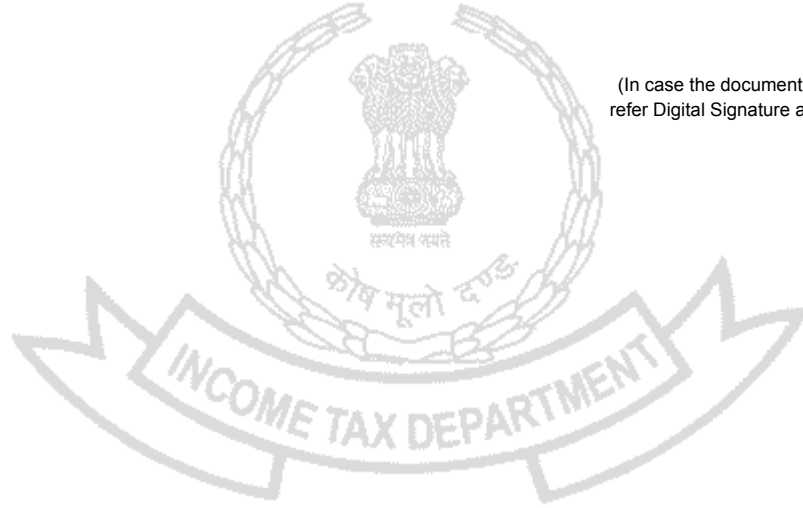 (In case the document
refer Digital Signature a
सत्यमेव जयते
कोष मूलो दण्ड
INCOME TAX DEPARTMENT